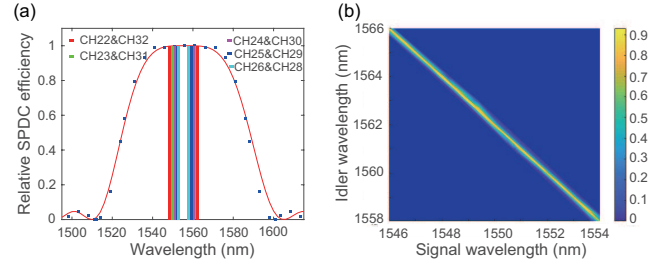 (a)
CH22&CH32
CH23&CH31
CH24&CH30
CH25&CH29
CH26&CH28
Relative SPDC efficiency
1
0.8
0.6
0.4
0.2
0
1500 1520 1540 1560 1580 1600
Wavelength (nm)
(b)
Idler wavelength (nm)
1566
1564
1562
1560
1558
1546 1548 1550 1552 1554
Signal wavelength (nm)
0.9
0.8
0.7
0.6
0.5
0.4
0.3
0.2
0.1
0